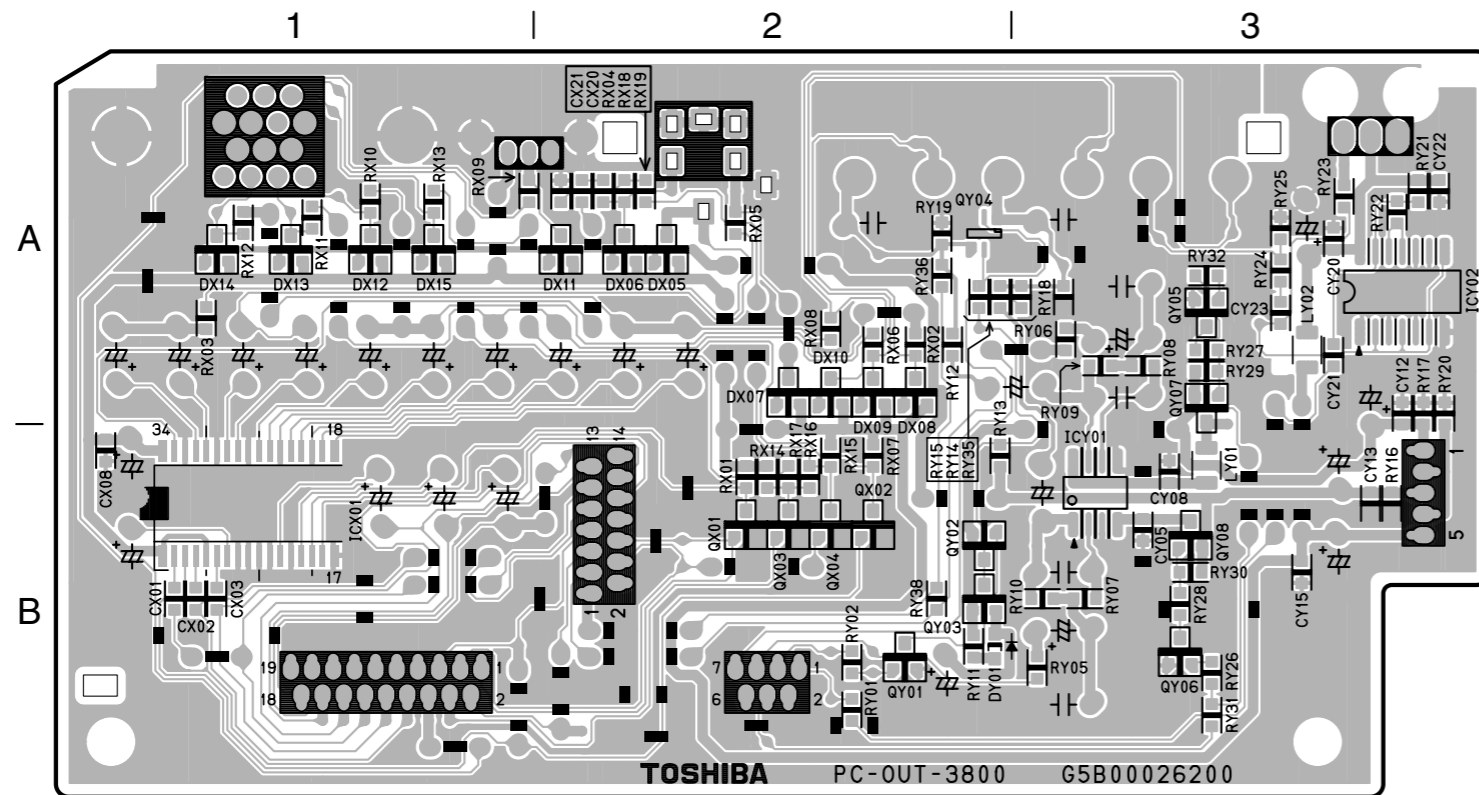 1 | 2 | 3
CX21
CX20
RX04
RX18
RX19
RX10
RX13
RX09
RX05
RY19
QY04
RY25
RY23
RY21
CY22
A
RX12
RX11
RY22
RY36
RY32
RY24
CY20
DX14
DX13
DX12
DX15
DX11
DX06
DX05
RY18
QY05
CY23
LY02
ICY02
RX03
RX08
RX06
RX02
RY06
RY08
RY27
RY29
DX10
RY12
QY07
CY21
CY12
RY17
RY20
DX07
DX09
DX08
RY09
RY13
34
18
13
14
RX14
RX17
RX16
RX15
RX07
RY15
RY14
RY35
ICY01
LY01
CY13
RY16
1
CX08
RX01
QX02
CY08
ICX01
QX01
QY02
CY05
QY08
5
17
QX03
QX04
RY30
CX01
CX03
CX02
B
1
2
RY38
RY10
RY07
RY28
CY15
RY02
QY03
19
1
7
1
RY11
DY01
RY05
QY06
RY26
18
2
6
2
RY01
QY01
RY31
TOSHIBA PC-OUT-3800 G5B00026200